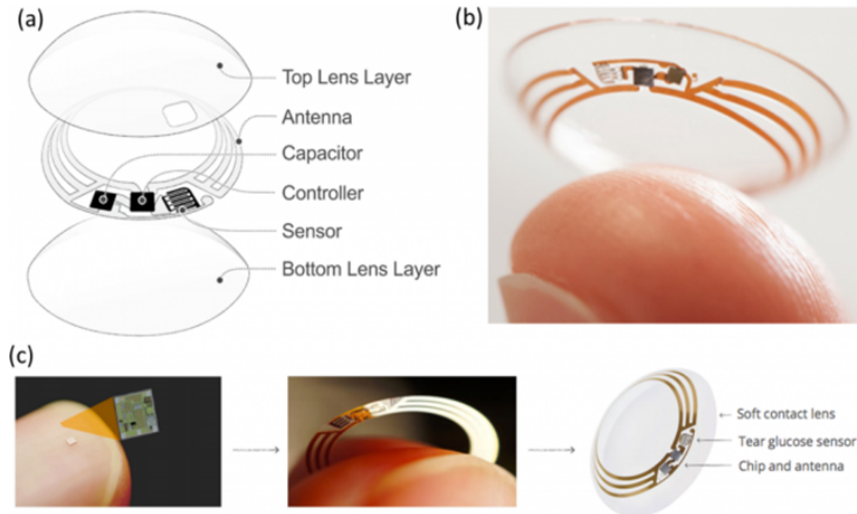 (a)
Top Lens Layer
Antenna
Capacitor
Controller
Sensor
Bottom Lens Layer
(b)
(c)
Soft contact lens
Tear glucose sensor
Chip and antenna